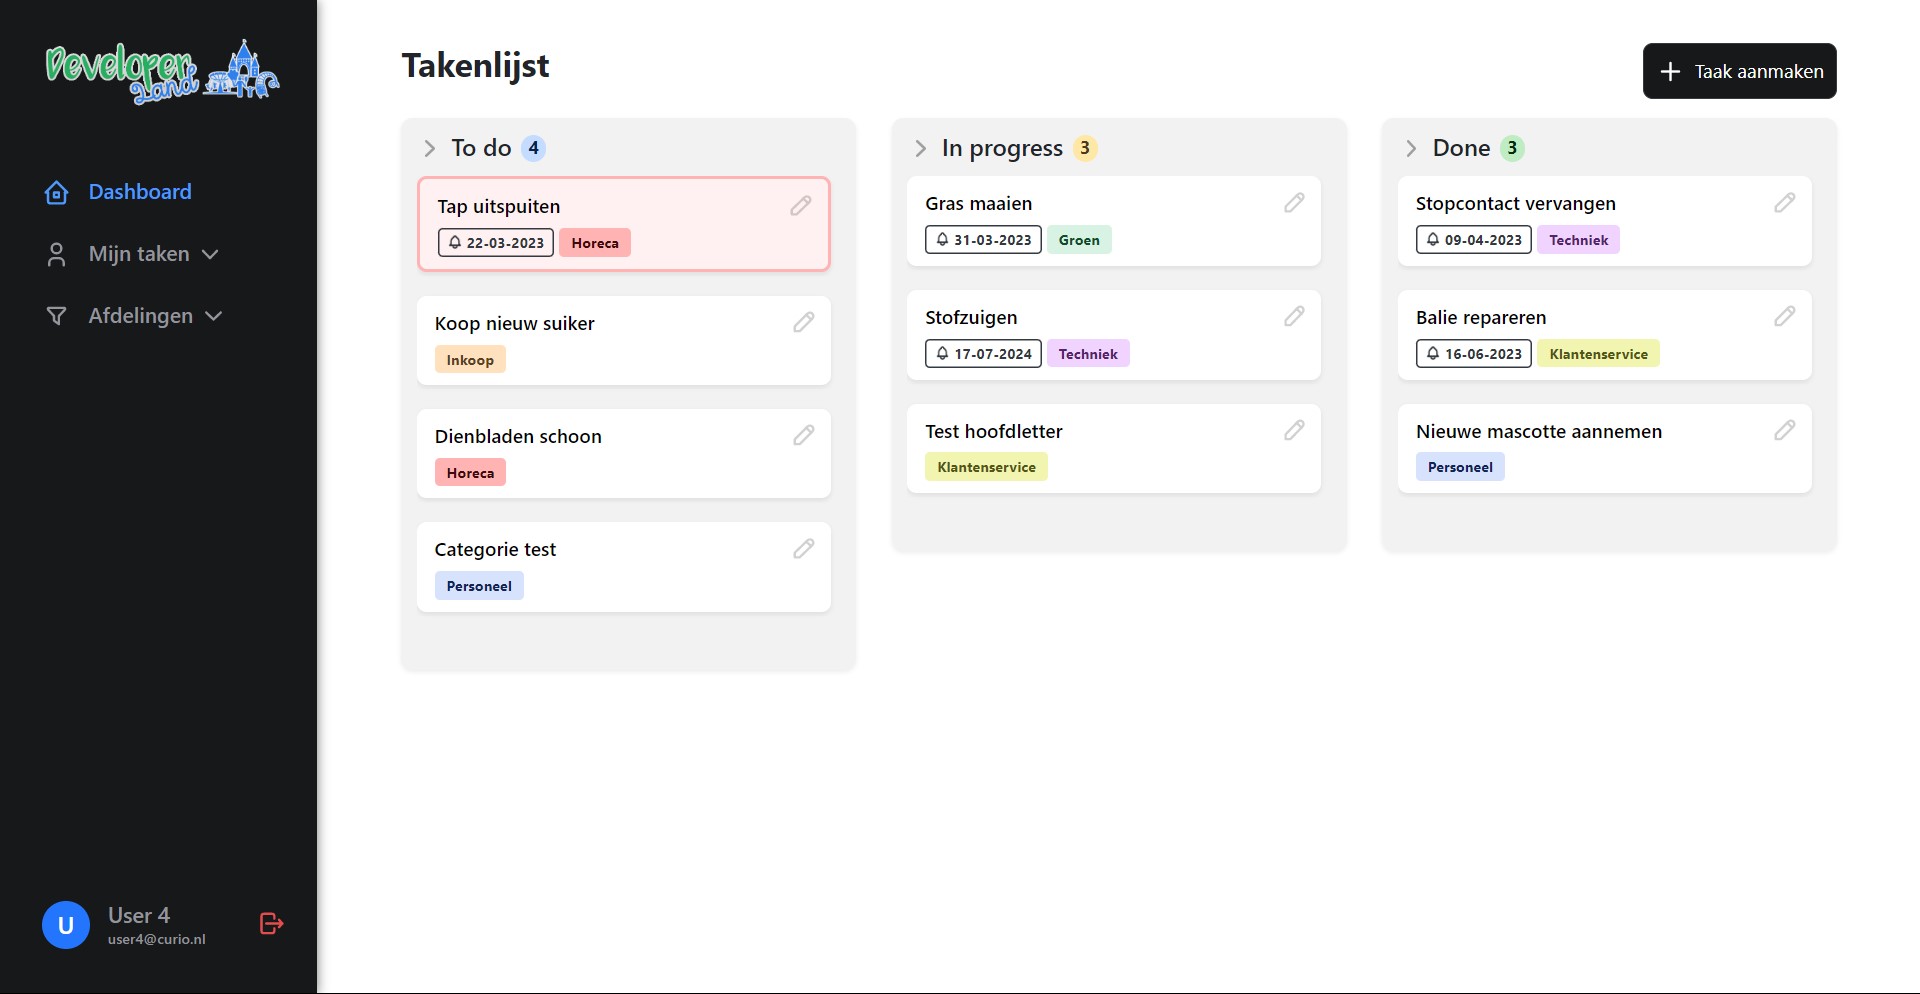 Developer
Land
Dashboard
Mijn taken
Afdelingen
U
User 4
user4@curio.nl
Takenlijst
Taak aanmaken
To do 4
Tap uitspuiten
22-03-2023 Horeca
Koop nieuw suiker
Inkoop
Dienbladen schoon
Horeca
Categorie test
Personeel
In progress 3
Gras maaien
31-03-2023 Groen
Stofzuigen
17-07-2024 Techniek
Test hoofdletter
Klantenservice
Done 3
Stopcontact vervangen
09-04-2023 Techniek
Balie repareren
16-06-2023 Klantenservice
Nieuwe mascotte aannemen
Personeel